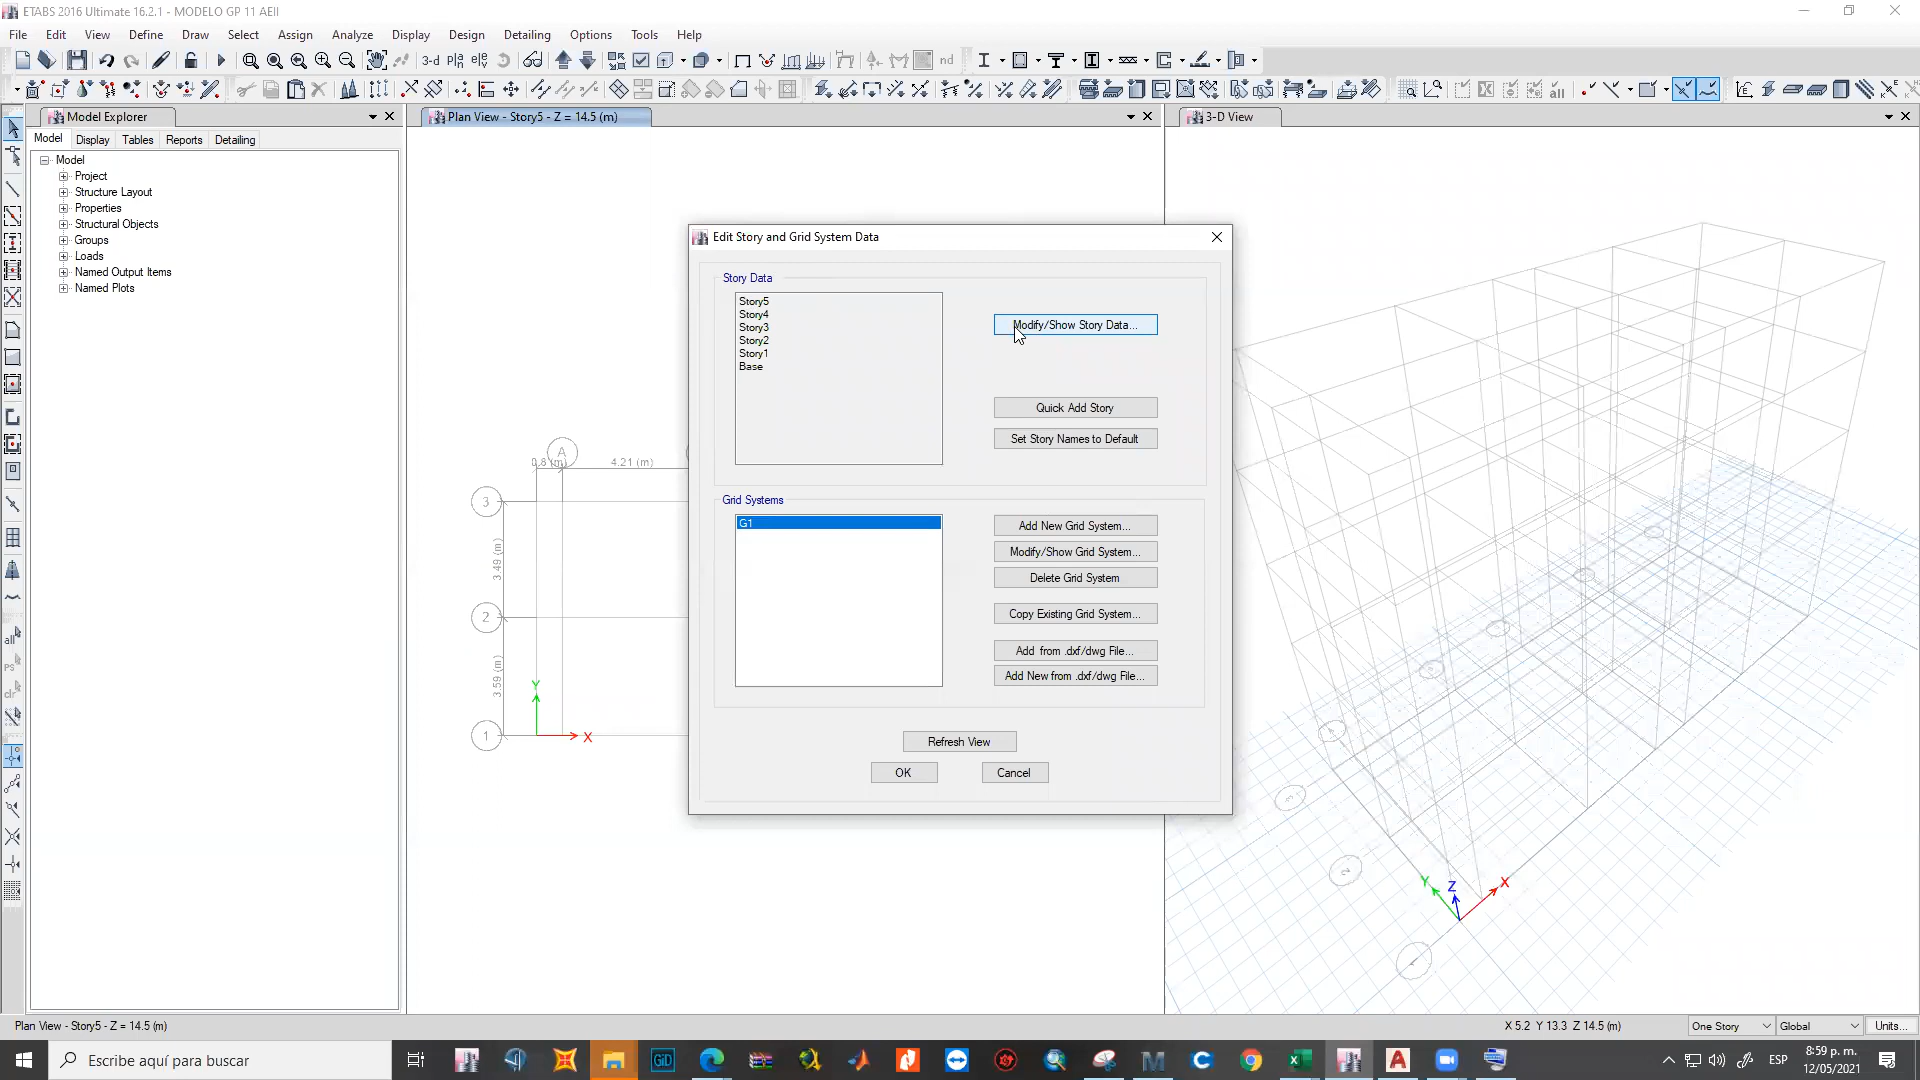 ETABS 2016 Ultimate 16.2.1 - MODELO GP 11 AEII
File Edit View Define Draw Select Assign Analyze Display Design Detailing Options Tools Help
3-d
nd
Model Explorer
Plan View - Story5 - Z = 14.5 (m)
3-D View
Model Display Tables Reports Detailing
Model
Project
Structure Layout
Properties
Structural Objects
Groups
Loads
Named Output Items
Named Plots
all
PS
clr
A
0.8 (m)
4.21 (m)
3
3.49 (m)
2
3.59 (m)
1
Y
X
Edit Story and Grid System Data
Story Data
Story5
Story4
Story3
Story2
Story1
Base
Modify/Show Story Data...
Quick Add Story
Set Story Names to Default
Grid Systems
G1
Add New Grid System...
Modify/Show Grid System...
Delete Grid System
Copy Existing Grid System...
Add from .dxf/dwg File...
Add New from .dxf/dwg File...
Refresh View
OK
Cancel
Y
Z
X
Plan View - Story5 - Z = 14.5 (m)
X 5.2 Y 13.3 Z 14.5 (m)
One Story
Global
Units...
Escribe aquí para buscar
GiD
ESP
8:59 p. m.
12/05/2021